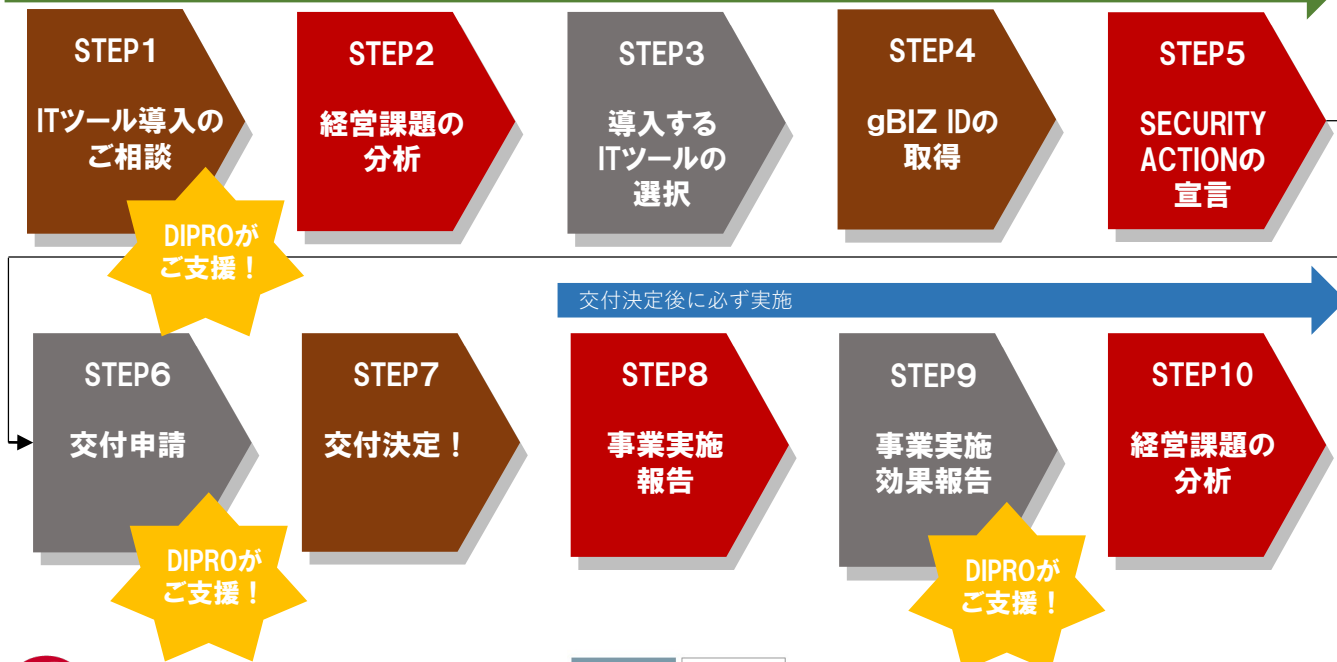 STEP1
ITツール導入の
ご相談
DIPROが
ご支援！
STEP2
経営課題の
分析
STEP3
導入する
ITツールの
選択
STEP4
gBIZ IDの
取得
STEP5
SECURITY
ACTIONの
宣言
交付決定後に必ず実施
STEP6
交付申請
DIPROが
ご支援！
STEP7
交付決定！
STEP8
事業実施
報告
STEP9
事業実施
効果報告
DIPROが
ご支援！
STEP10
経営課題の
分析